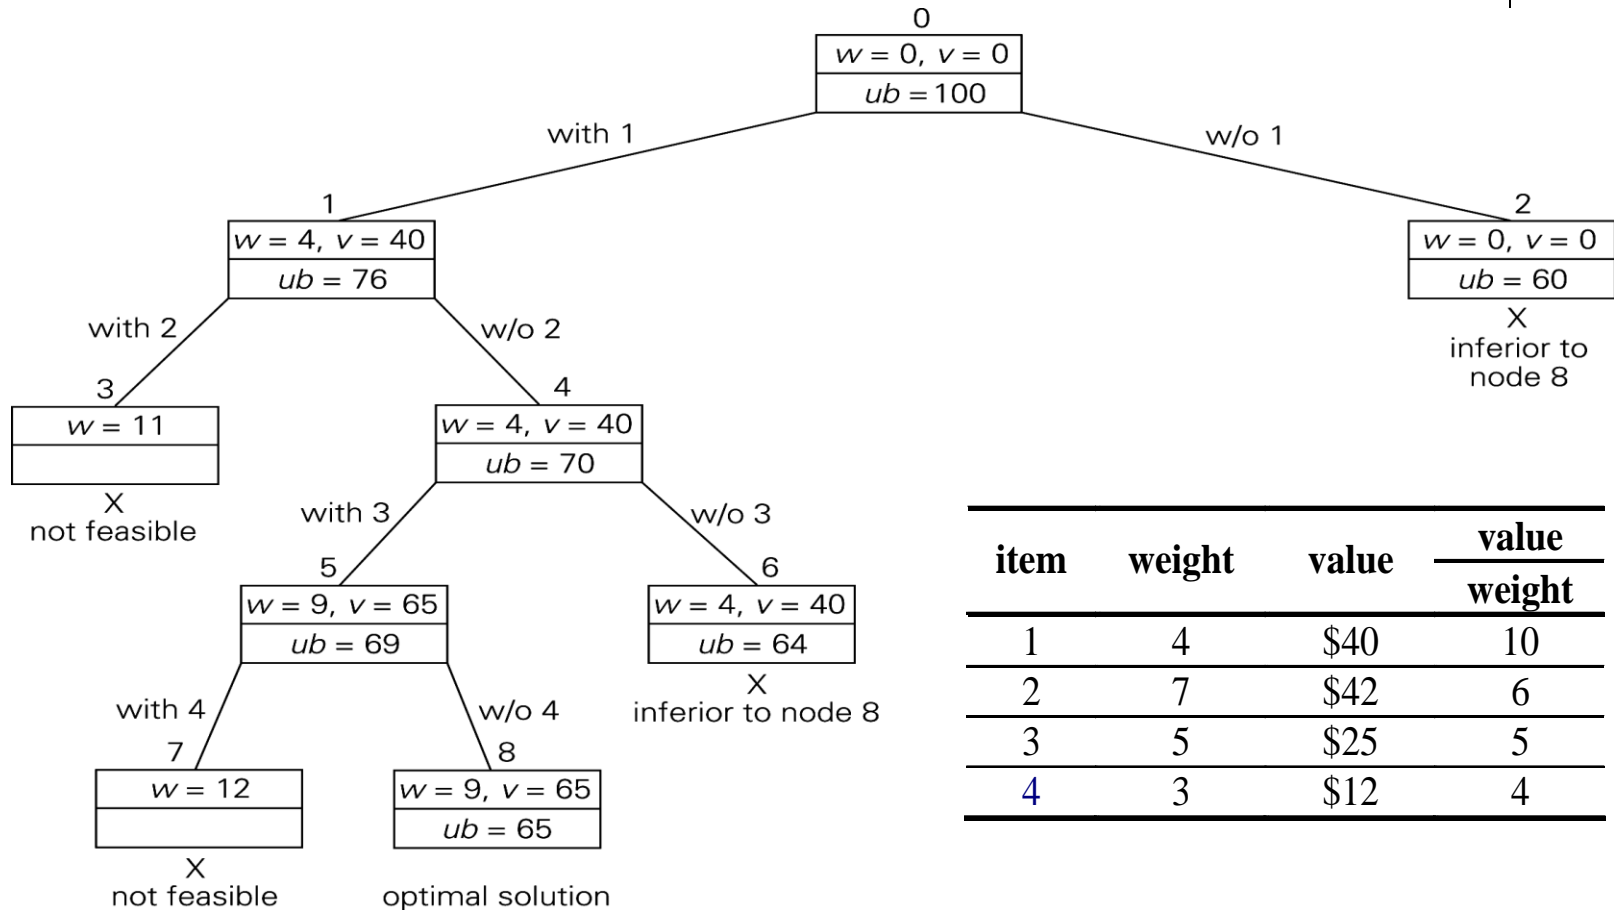 0
w = 0, v = 0
ub = 100
with 1
w/o 1
1
w = 4, v = 40
ub = 76
2
w = 0, v = 0
ub = 60
X
inferior to
node 8
with 2
w/o 2
3
w = 11
X
not feasible
4
w = 4, v = 40
ub = 70
with 3
w/o 3
5
w = 9, v = 65
ub = 69
6
w = 4, v = 40
ub = 64
X
inferior to node 8
with 4
w/o 4
7
w = 12
X
not feasible
8
w = 9, v = 65
ub = 65
optimal solution
item weight value value
weight
1 4 $40 10
2 7 $42 6
3 5 $25 5
4 3 $12 4